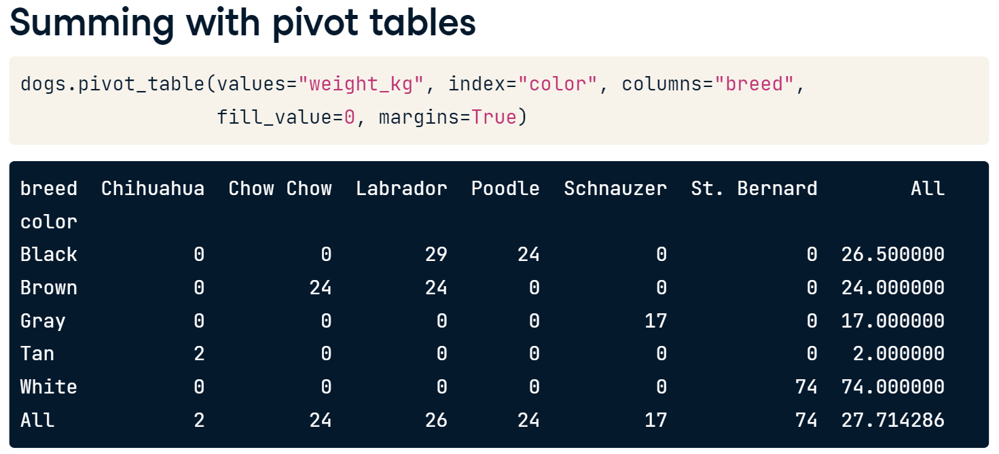 Summing with pivot tables
dogs.pivot_table(values="weight_kg", index="color", columns="breed",
fill_value=0, margins=True)
breed Chihuahua Chow Chow Labrador Poodle Schnauzer St. Bernard All
color
Black 0 0 29 24 0 0 26.500000
Brown 0 24 24 0 0 0 24.000000
Gray 0 0 0 0 17 0 17.000000
Tan 2 0 0 0 0 0 2.000000
White 0 0 0 0 0 74 74.000000
All 2 24 26 24 17 74 27.714286